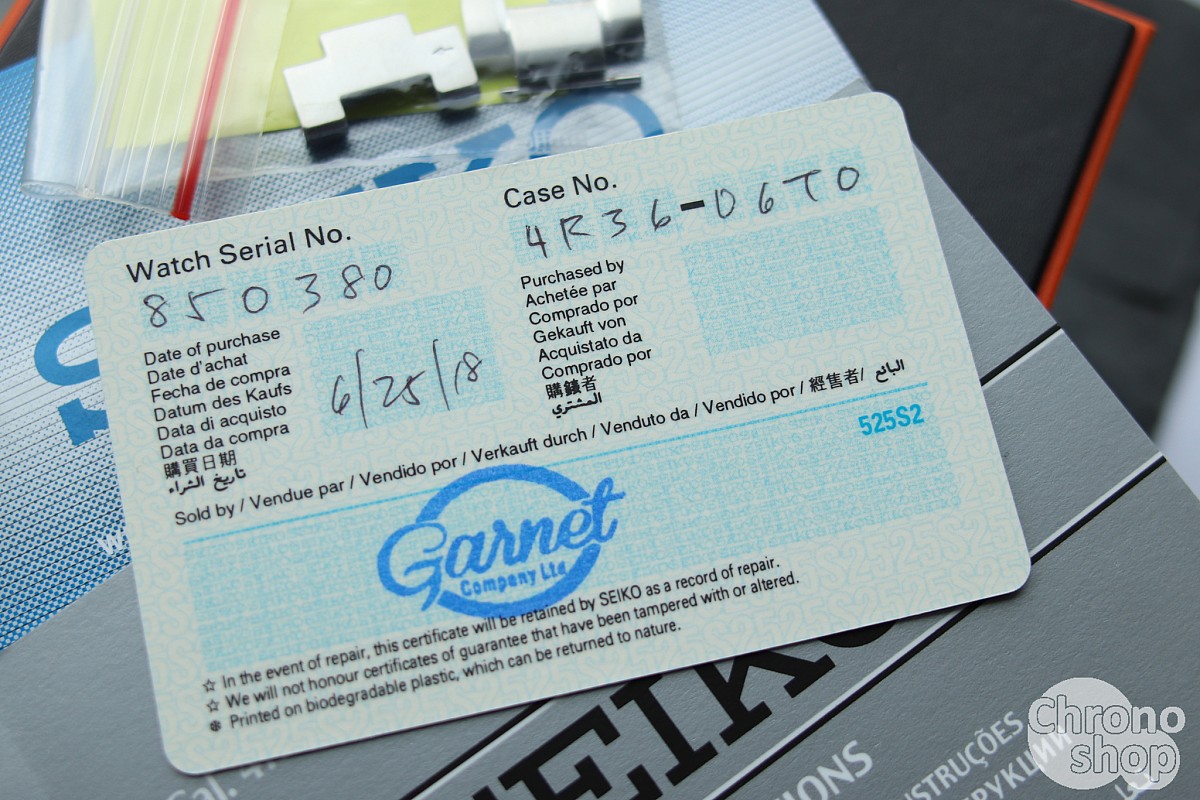 Watch Serial No.
850380
Case No.
4R36-06T0
Date of purchase
Date d'achat
Fecha de compra
Datum des Kaufs
Data di acquisto
Data da compra
購買日期
تاريخ الشراء
6/25/18
Purchased by
Achetée par
Comprado por
Gekauft von
Acquistato da
Comprado por
購錶者
المشتري
Sold by / Vendue par / Vendido por / Verkauft durch / Venduto da / Vendido por / 經售者/ البائع
525S2
Garnet
Company Ltd
☆ In the event of repair, this certificate will be retained by SEIKO as a record of repair.
☆ We will not honour certificates of guarantee that have been tampered with or altered.
❄ Printed on biodegradable plastic, which can be returned to nature.
Cal.
Chrono
shop